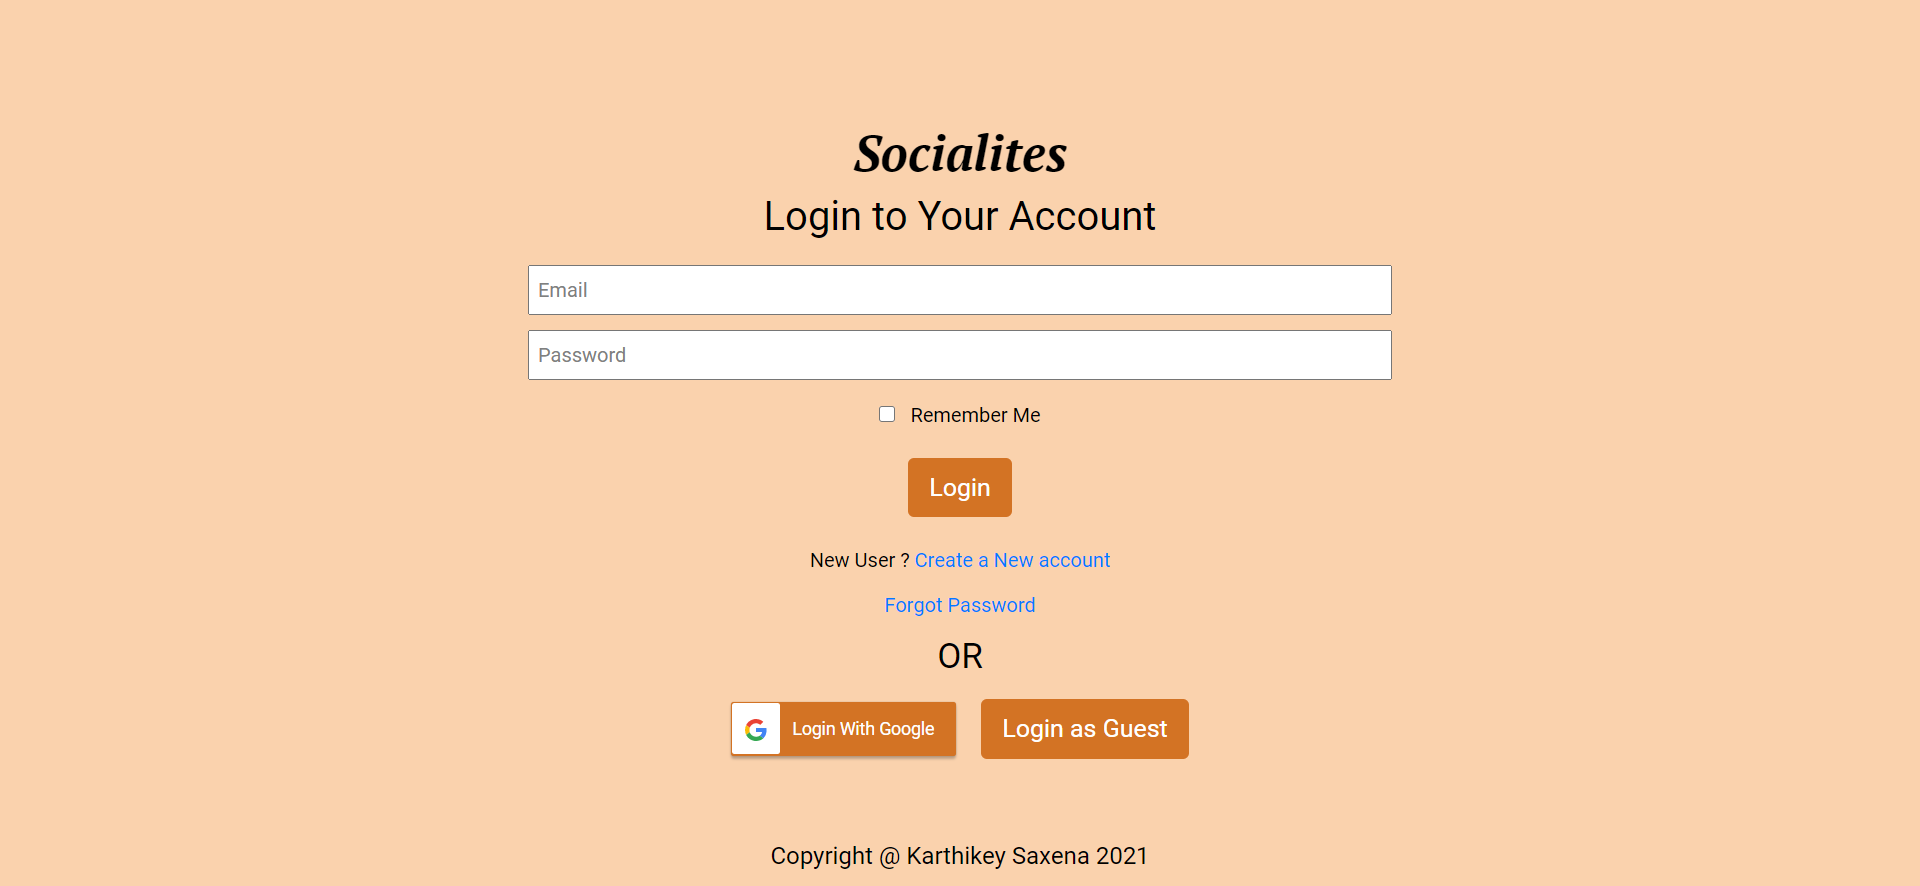 Socialites
Login to Your Account
Email
Password
Remember Me
Login
New User ? Create a New account
Forgot Password
OR
Login With Google
Login as Guest
Copyright @ Karthikey Saxena 2021